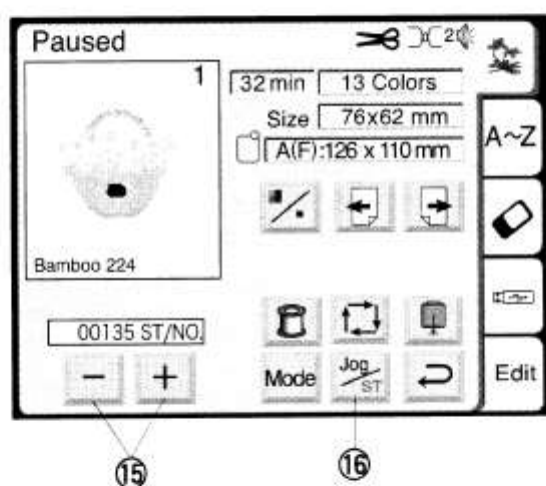 Paused
2
1
32 min 13 Colors
Size 76x62 mm
A(F):126 x 110 mm
A~Z
Bamboo 224
00135 ST/NO.
- +
Mode Jog/ST Edit
15 16